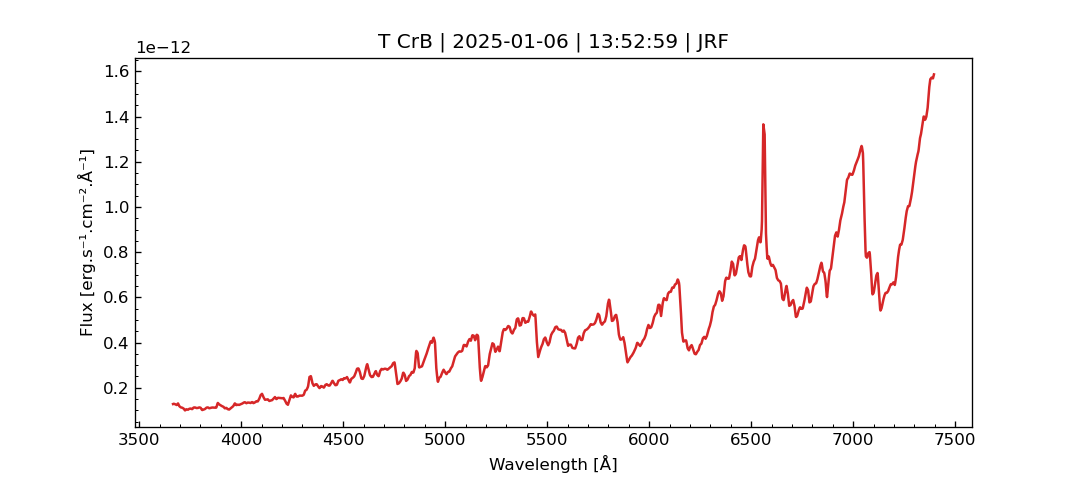 T CrB | 2025-01-06 | 13:52:59 | JRF
1e−12
1.6
1.4
1.2
1.0
0.8
0.6
0.4
0.2
Flux [erg.s⁻¹.cm⁻².Å⁻¹]
3500 4000 4500 5000 5500 6000 6500 7000 7500
Wavelength [Å]